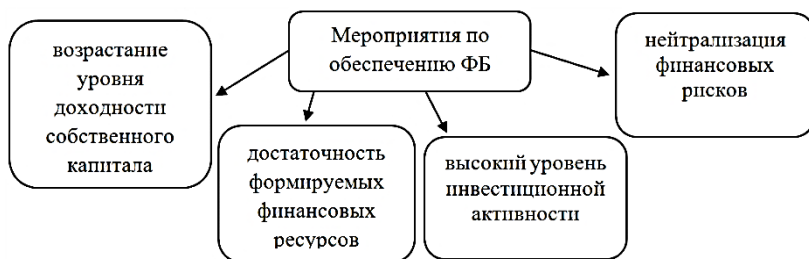 Мероприятия по
обеспечению ФБ
возрастание
уровня
доходности
собственного
капитала
достаточность
формируемых
финансовых
ресурсов
высокий уровень
инвестиционной
активности
нейтрализация
финансовых
рисков